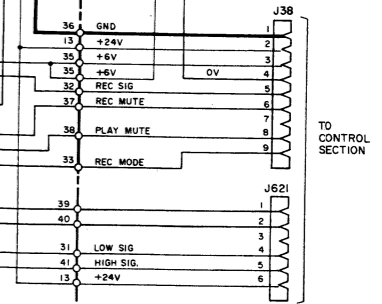 J38
36 GND 1
13 +24V 2
35 +6V 3
35 +6V 0V 4
32 REC SIG 5
37 REC MUTE 6
7
38 PLAY MUTE 8
9
33 REC MODE
TO
CONTROL
SECTION
J621
39 1
40 2
3
31 LOW SIG 4
41 HIGH SIG. 5
13 +24V 6